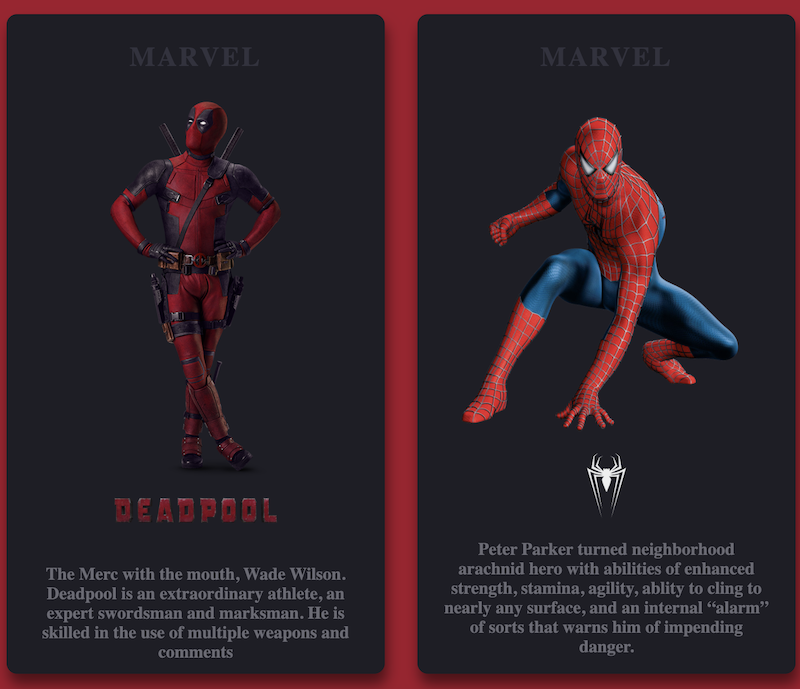 MARVEL
DEADPOOL
The Merc with the mouth, Wade Wilson.
Deadpool is an extraordinary athlete, an
expert swordsman and marksman. He is
skilled in the use of multiple weapons and
comments
MARVEL
Peter Parker turned neighborhood
arachnid hero with abilities of enhanced
strength, stamina, agility, ablity to cling to
nearly any surface, and an internal “alarm”
of sorts that warns him of impending
danger.